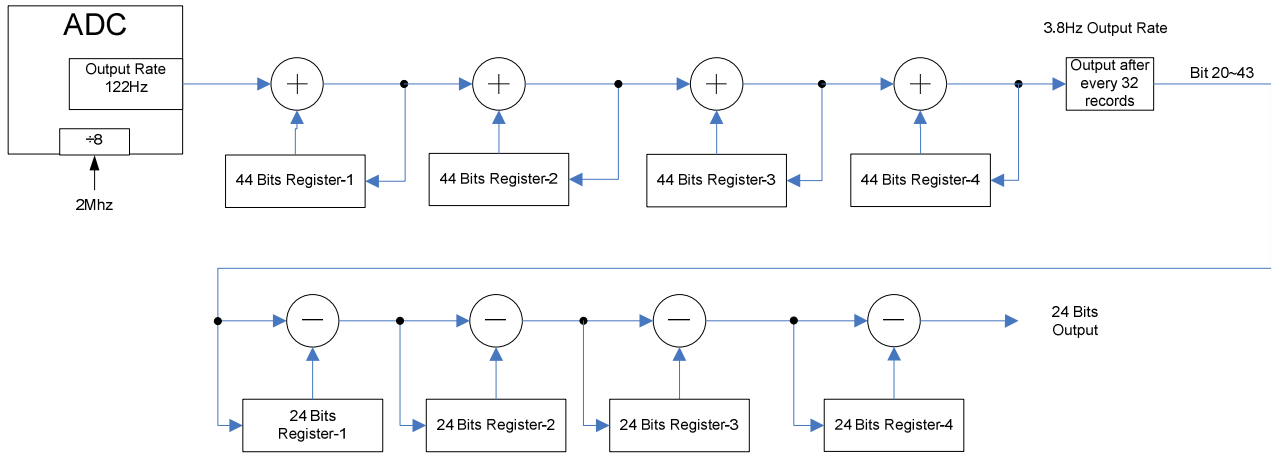 ADC
Output Rate
122Hz
÷8
2Mhz
+
+
+
+
44 Bits Register-1
44 Bits Register-2
44 Bits Register-3
44 Bits Register-4
3.8Hz Output Rate
Output after
every 32
records
Bit 20~43
−
−
−
−
24 Bits
Register-1
24 Bits Register-2
24 Bits Register-3
24 Bits Register-4
24 Bits
Output